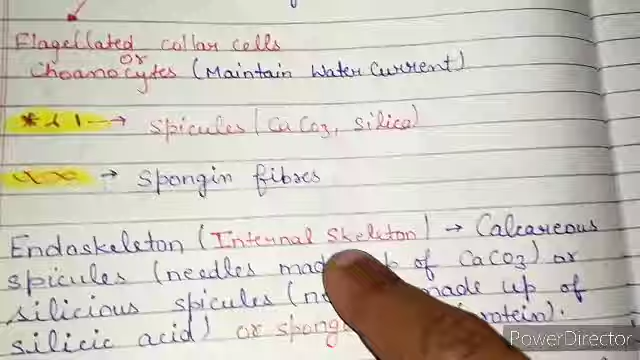 Flagellated collar cells
or
choanocytes (Maintain Water Current)
→ Spicules (CaCO3, Silica)
→ Spongin fibres
Endoskeleton (Internal Skeleton) → Calcareous
spicules (needles made up of CaCO3) or
silicious spicules ( made up of
silicic acid) or
PowerDirector